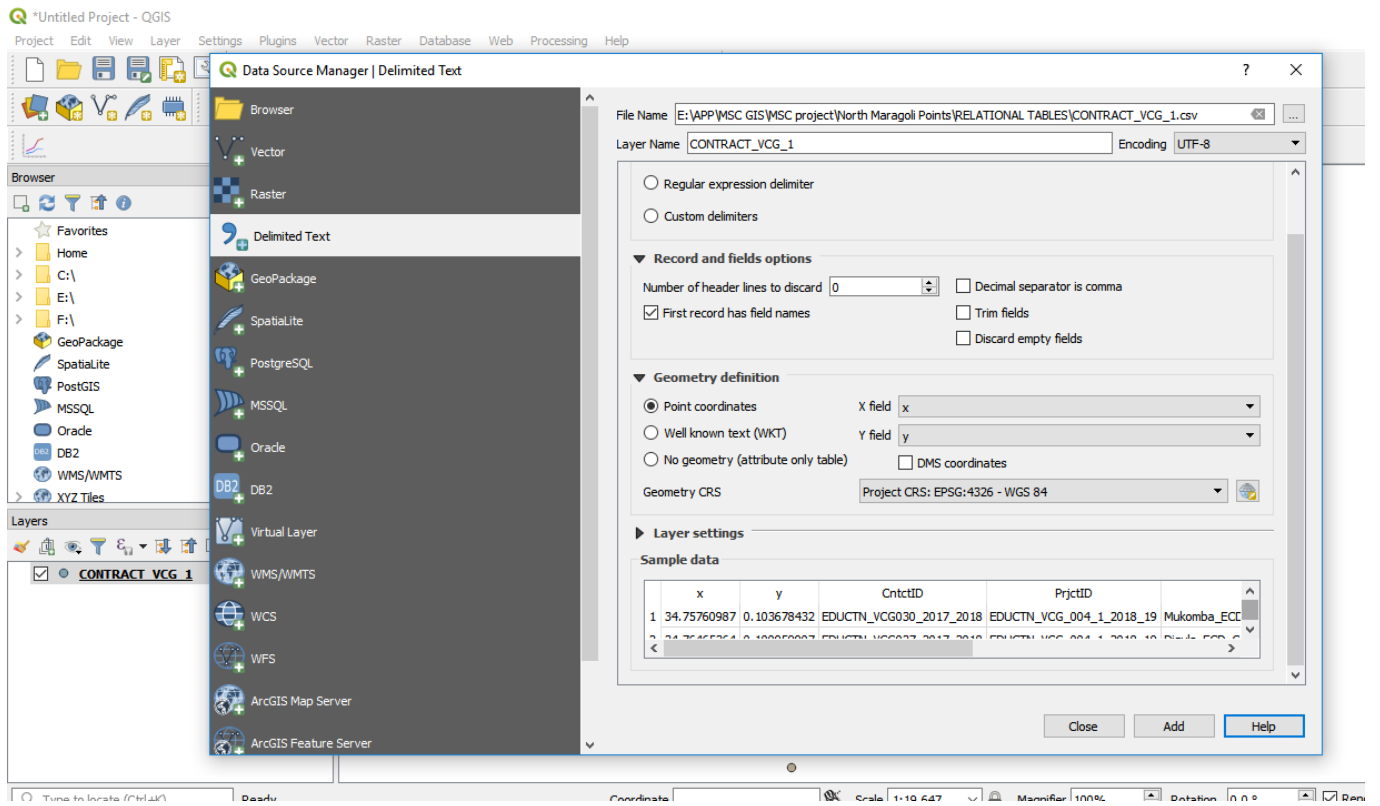 *Untitled Project - QGIS
Project Edit View Layer Settings Plugins Vector Raster Database Web Processing Help
Data Source Manager | Delimited Text
?
Browser
Vector
Raster
Delimited Text
GeoPackage
SpatiaLite
PostgreSQL
MSSQL
Oracle
DB2
DB2
Virtual Layer
WMS/WMTS
WCS
WFS
ArcGIS Map Server
ArcGIS Feature Server
File Name E:\APP\MSC GIS\MSC project\North Maragoli Points\RELATIONAL TABLES\CONTRACT_VCG_1.csv ...
Layer Name CONTRACT_VCG_1 Encoding UTF-8
Regular expression delimiter
Custom delimiters
Record and fields options
Number of header lines to discard 0 Decimal separator is comma
First record has field names Trim fields
Discard empty fields
Geometry definition
Point coordinates X field x
Well known text (WKT) Y field y
No geometry (attribute only table) DMS coordinates
Geometry CRS Project CRS: EPSG:4326 - WGS 84
Layer settings
Sample data
x y CntctID PrjctID
1 34.75760987 0.103678432 EDUCTN_VCG030_2017_2018 EDUCTN_VCG_004_1_2018_19 Mukomba_ECD
Close Add Help
Browser
Favorites
Home
C:\
E:\
F:\
GeoPackage
SpatiaLite
PostGIS
MSSQL
Oracle
DB2 DB2
WMS/WMTS
XYZ Tiles
Layers
CONTRACT_VCG_1
Type to locate (Ctrl+K) Ready Coordinate Scale 1:19,647 Magnifier 100% Rotation 0.0 °